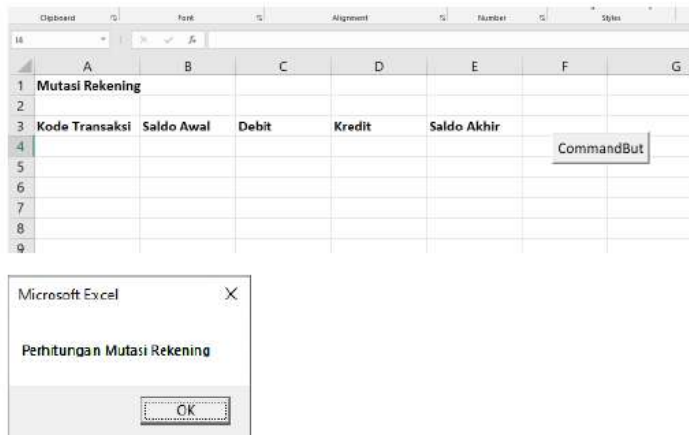 Clipboard Font Alignment Number Styles
I4
A B C D E F G
1 Mutasi Rekening
2
3 Kode Transaksi Saldo Awal Debit Kredit Saldo Akhir
4 CommandBut
5
6
7
8
9
Microsoft Excel
Perhitungan Mutasi Rekening
OK